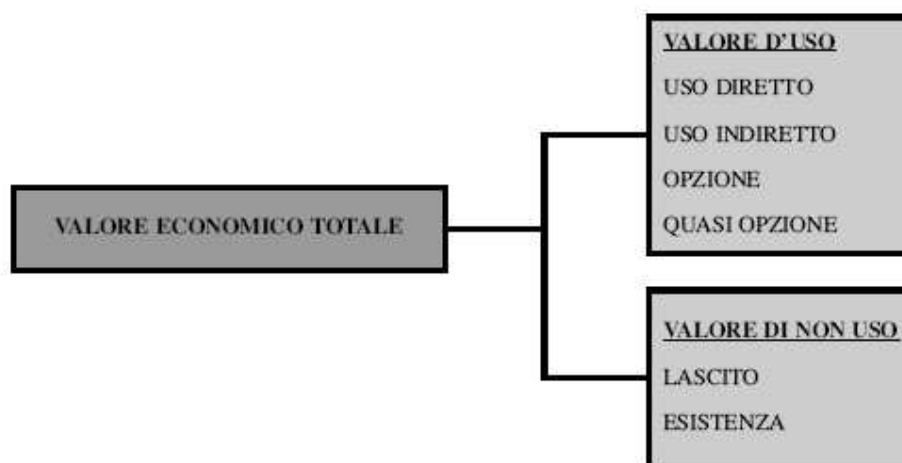 VALORE ECONOMICO TOTALE
VALORE D'USO
USO DIRETTO
USO INDIRETTO
OPZIONE
QUASI OPZIONE
VALORE DI NON USO
LASCITO
ESISTENZA